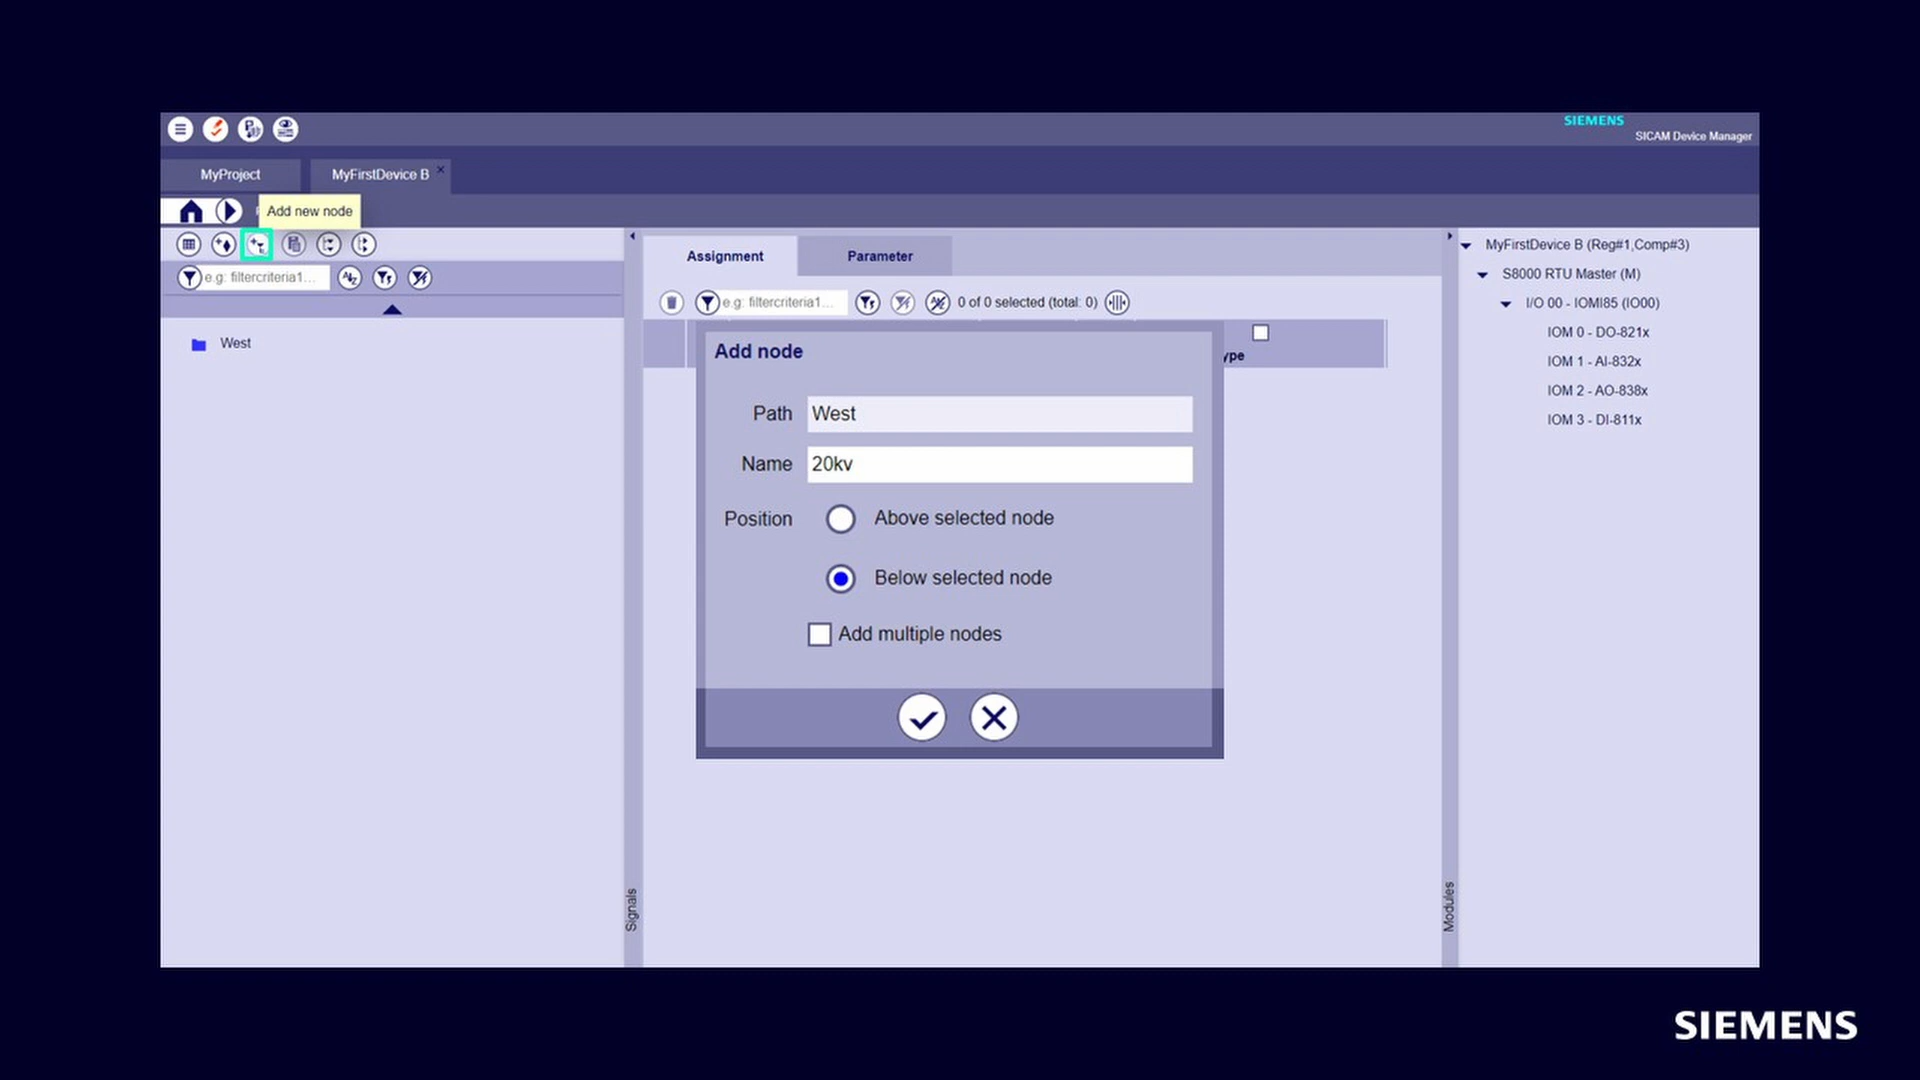 SIEMENS
SICAM Device Manager
MyProject
MyFirstDevice B
Add new node
e.g: filtercriteria1...
West
Assignment
Parameter
e.g: filtercriteria1...
0 of 0 selected (total: 0)
ype
Add node
Path West
Name 20kv
Position
Above selected node
Below selected node
Add multiple nodes
Signals
Modules
MyFirstDevice B (Reg#1,Comp#3)
S8000 RTU Master (M)
I/O 00 - IOMI85 (IO00)
IOM 0 - DO-821x
IOM 1 - AI-832x
IOM 2 - AO-838x
IOM 3 - DI-811x
SIEMENS